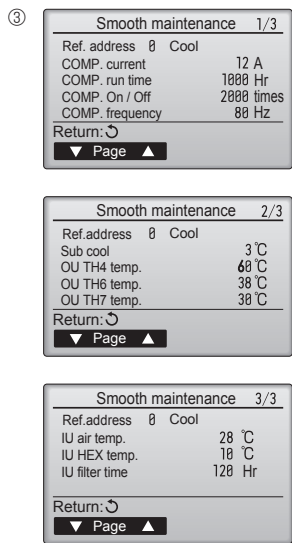 ③
Smooth maintenance 1/3
Ref. address 0 Cool
COMP. current 12 A
COMP. run time 1000 Hr
COMP. On / Off 2000 times
COMP. frequency 80 Hz
Return:
▼ Page ▲
Smooth maintenance 2/3
Ref.address 0 Cool
Sub cool 3℃
OU TH4 temp. 60℃
OU TH6 temp. 38℃
OU TH7 temp. 30℃
Return:
▼ Page ▲
Smooth maintenance 3/3
Ref.address 0 Cool
IU air temp. 28 ℃
IU HEX temp. 10 ℃
IU filter time 120 Hr
Return:
▼ Page ▲